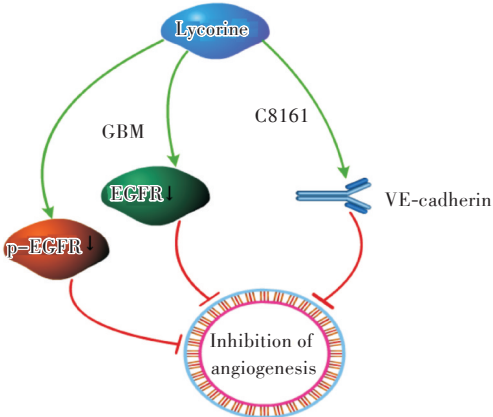 Lycorine
GBM
C8161
EGFR↓
VE-cadherin
p-EGFR↓
Inhibition of
angiogenesis